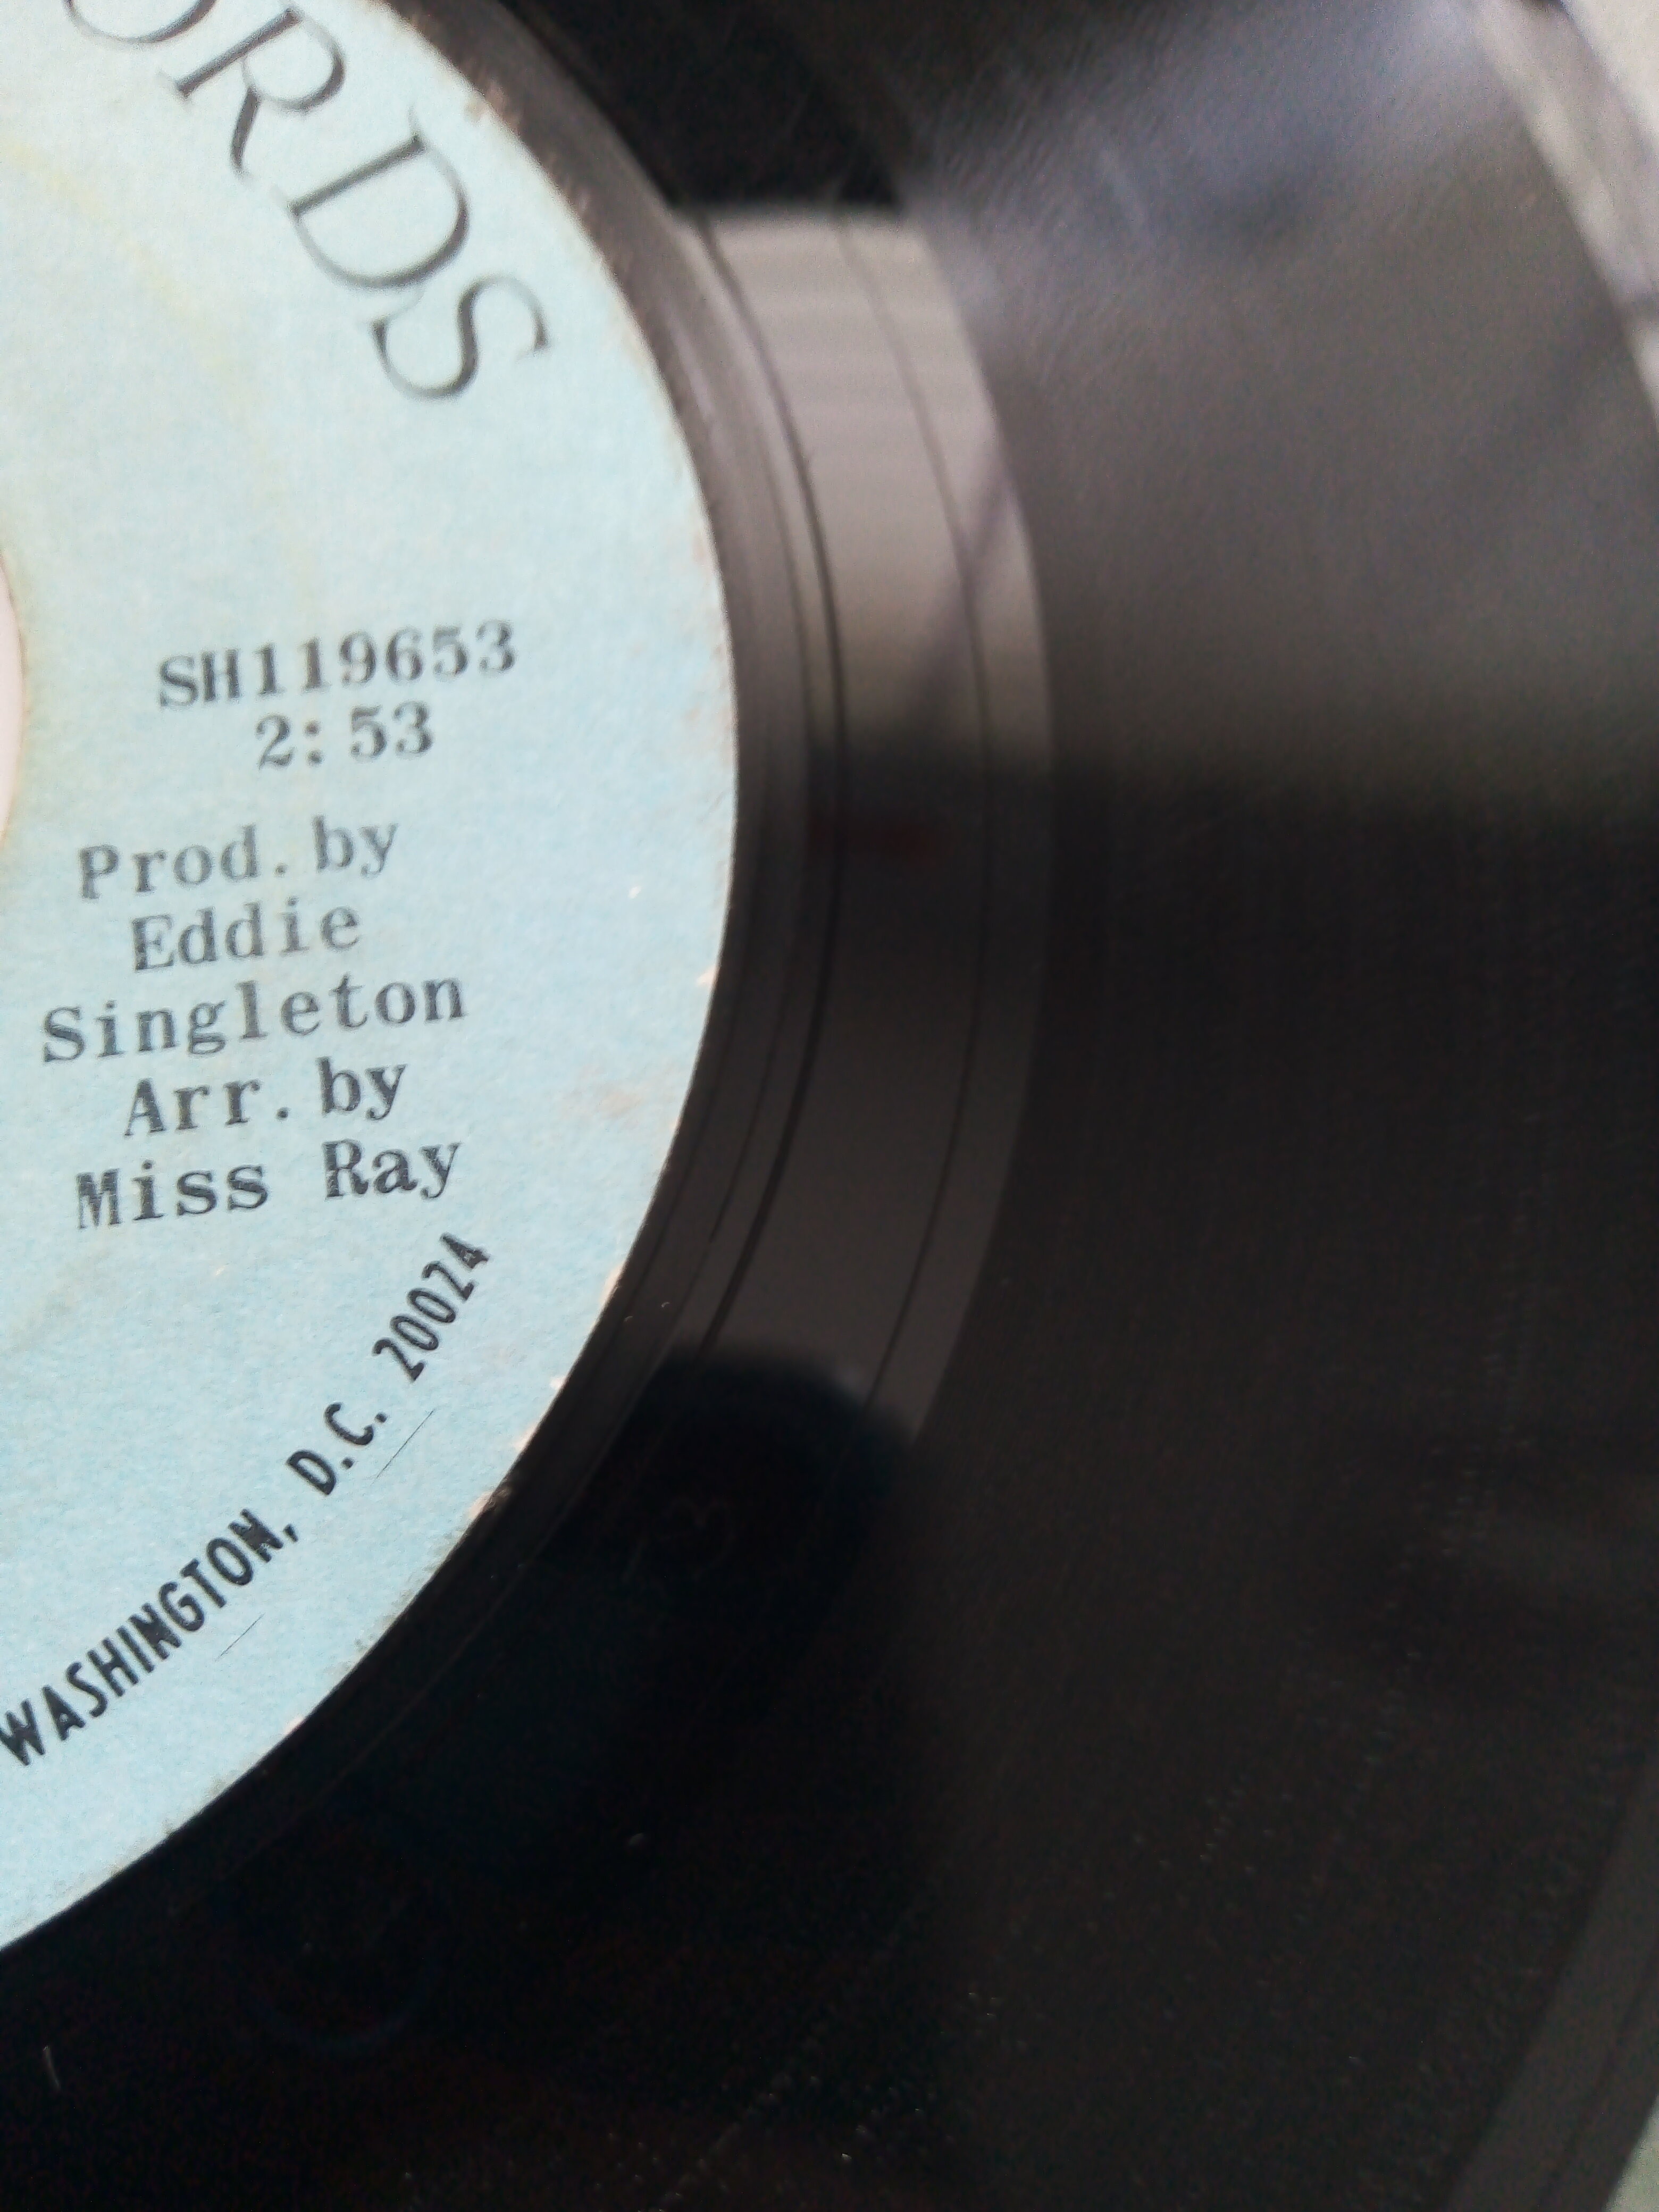 ORDS
SH119653
2:53
Prod. by
Eddie
Singleton
Arr. by
Miss Ray
WASHINGTON, D.C. 20024